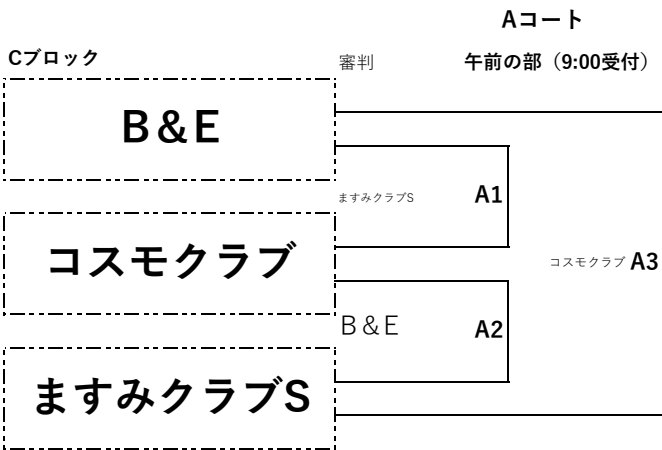 Aコート
Cブロック
審判
午前の部（9:00受付）
B＆E
ますみクラブS
A1
コスモクラブ
コスモクラブ
A3
B＆E
A2
ますみクラブS